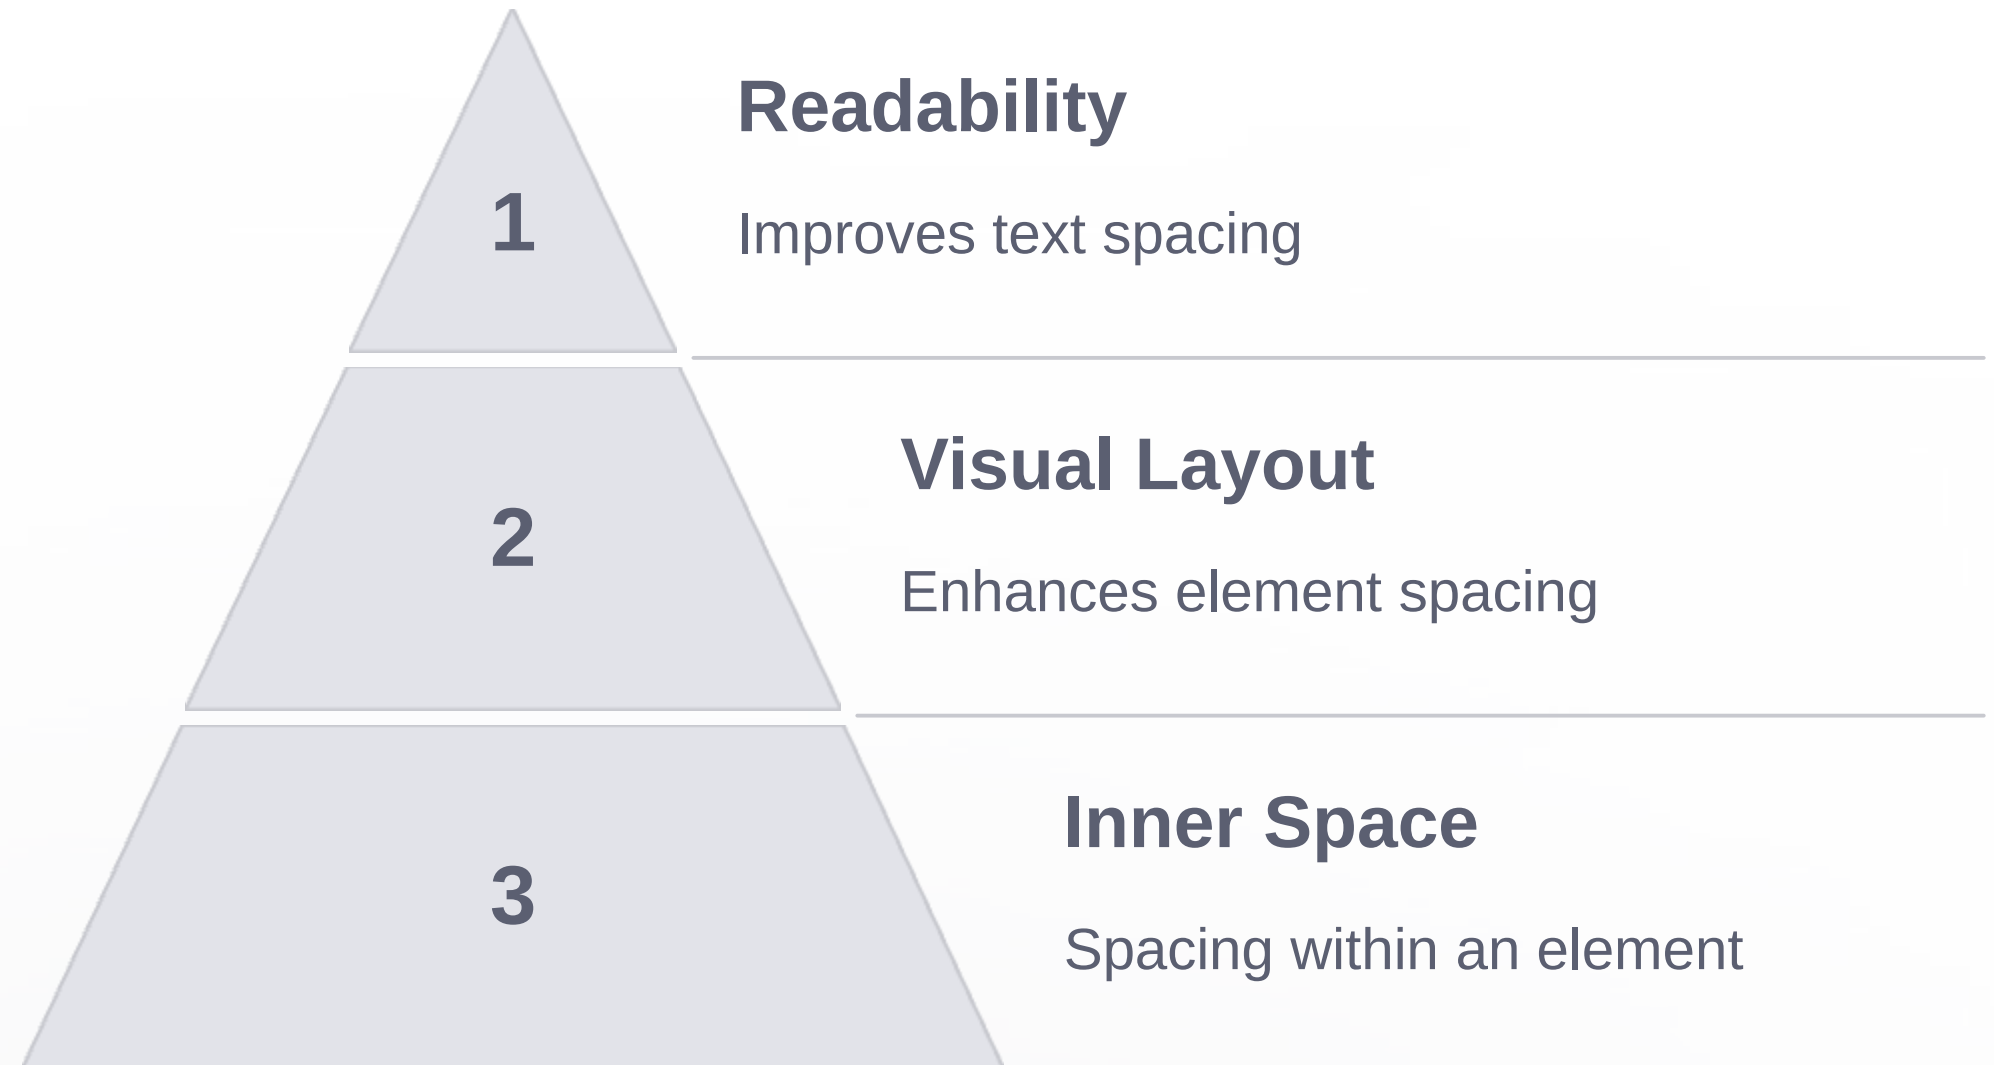 Readability
1
Improves text spacing
Visual Layout
2
Enhances element spacing
Inner Space
3
Spacing within an element